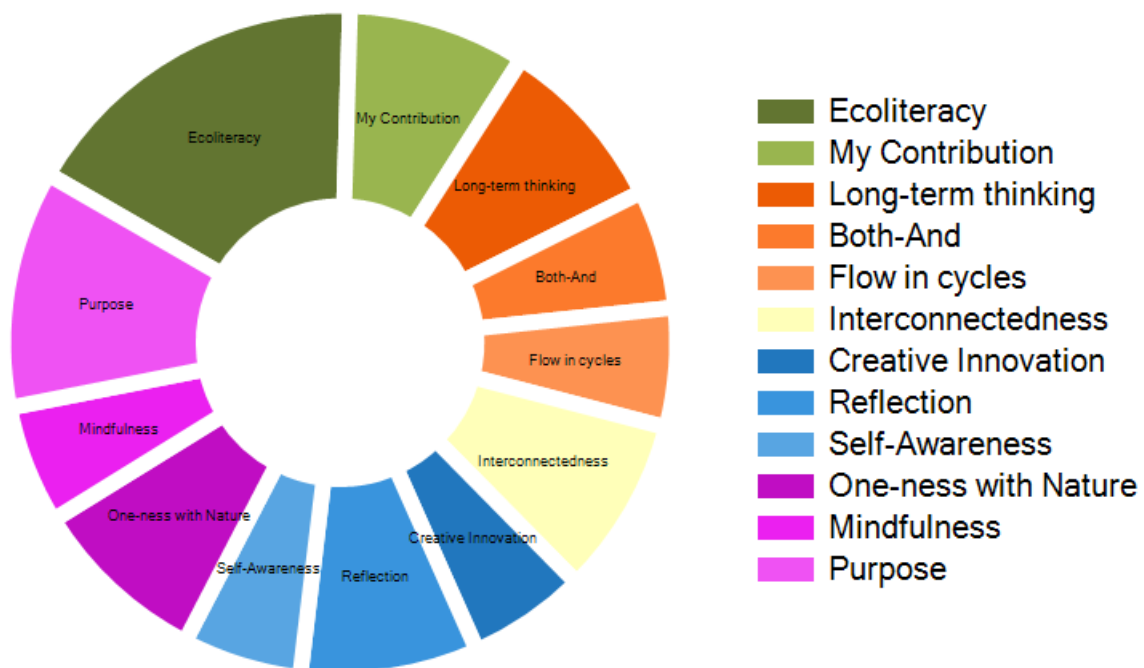 Ecoliteracy
My Contribution
Long-term thinking
Both-And
Flow in cycles
Interconnectedness
Creative Innovation
Reflection
Self-Awareness
One-ness with Nature
Mindfulness
Purpose
Ecoliteracy
My Contribution
Long-term thinking
Both-And
Flow in cycles
Interconnectedness
Creative Innovation
Reflection
Self-Awareness
One-ness with Nature
Mindfulness
Purpose